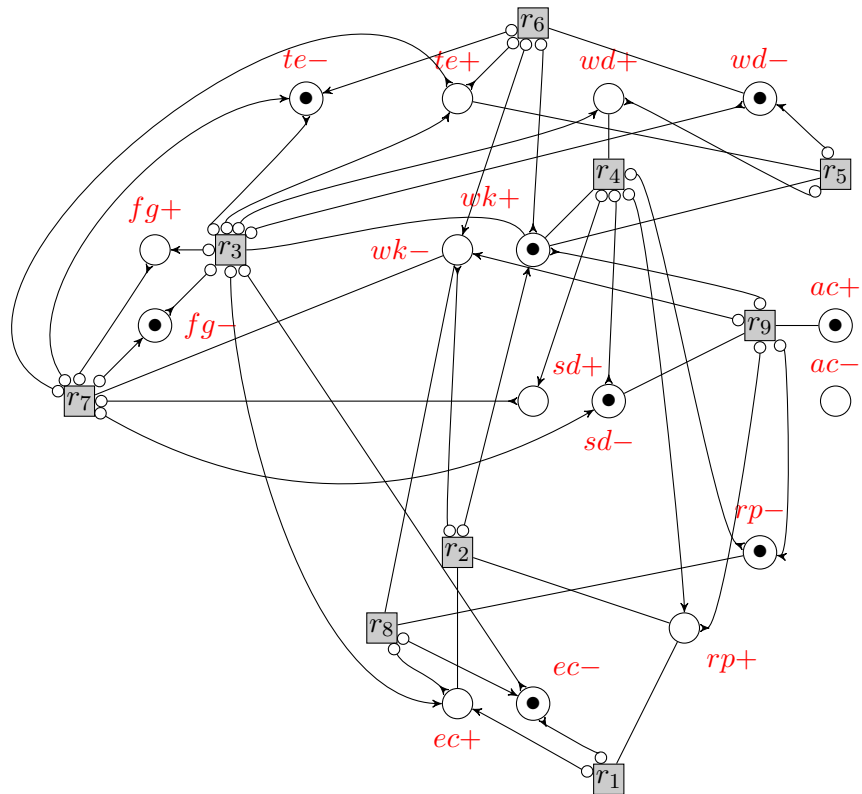 r6
te− te+ wd+ wd−
r4 r5
fg+ wk+
r3 wk−
ac+
fg− r9
sd+ ac−
r7
sd−
rp−
r2
r8
ec− rp+
ec+
r1